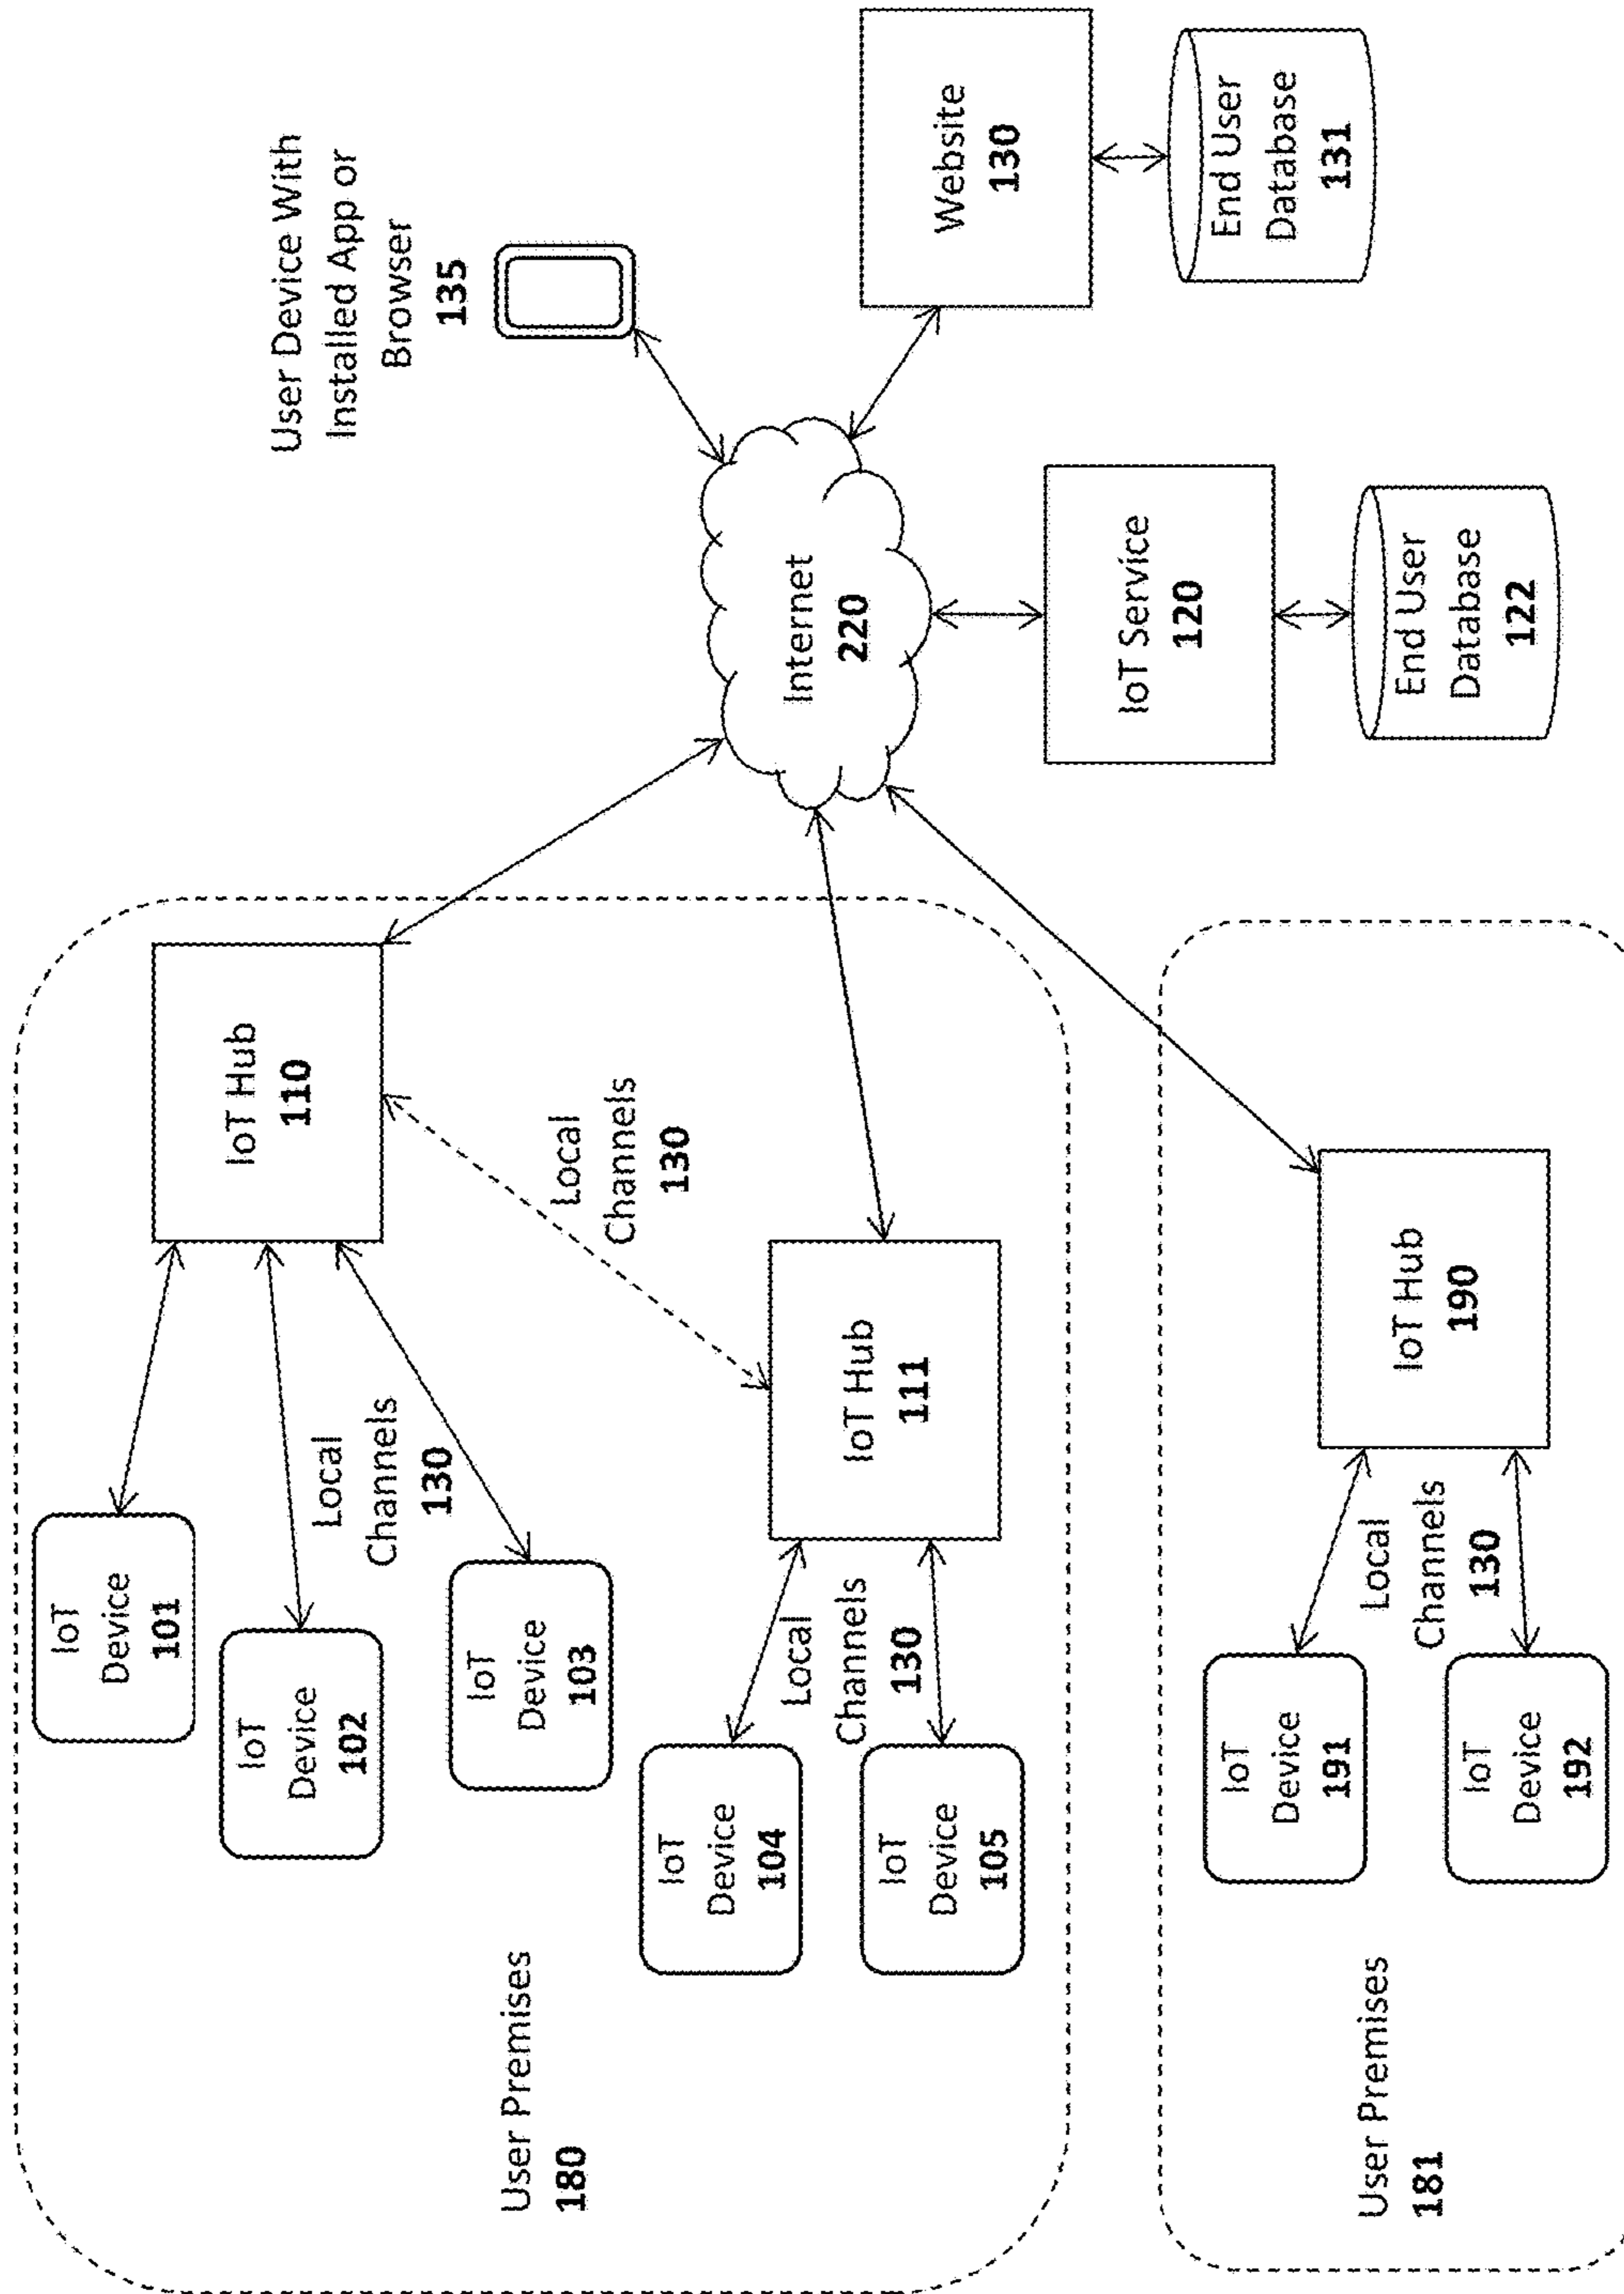 User Premises
180
IoT
Device
101
IoT
Device
102
IoT
Device
103
Local
Channels
130
IoT Hub
110
Local
Channels
130
IoT
Device
104
IoT
Device
105
Local
Channels
130
IoT Hub
111
User Premises
181
IoT
Device
191
IoT
Device
192
Local
Channels
130
IoT Hub
190
Internet
220
User Device With
Installed App or
Browser
135
Website
130
End User
Database
131
IoT Service
120
End User
Database
122